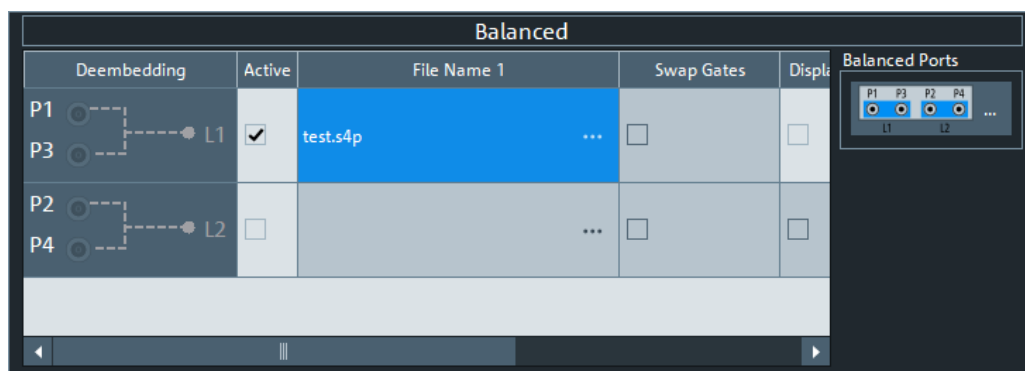 Balanced
Deembedding Active File Name 1 Swap Gates Displa
Balanced Ports
P1 P3 P2 P4
...
L1 L2
P1
P3
L1
test.s4p ...
P2
P4
L2
...